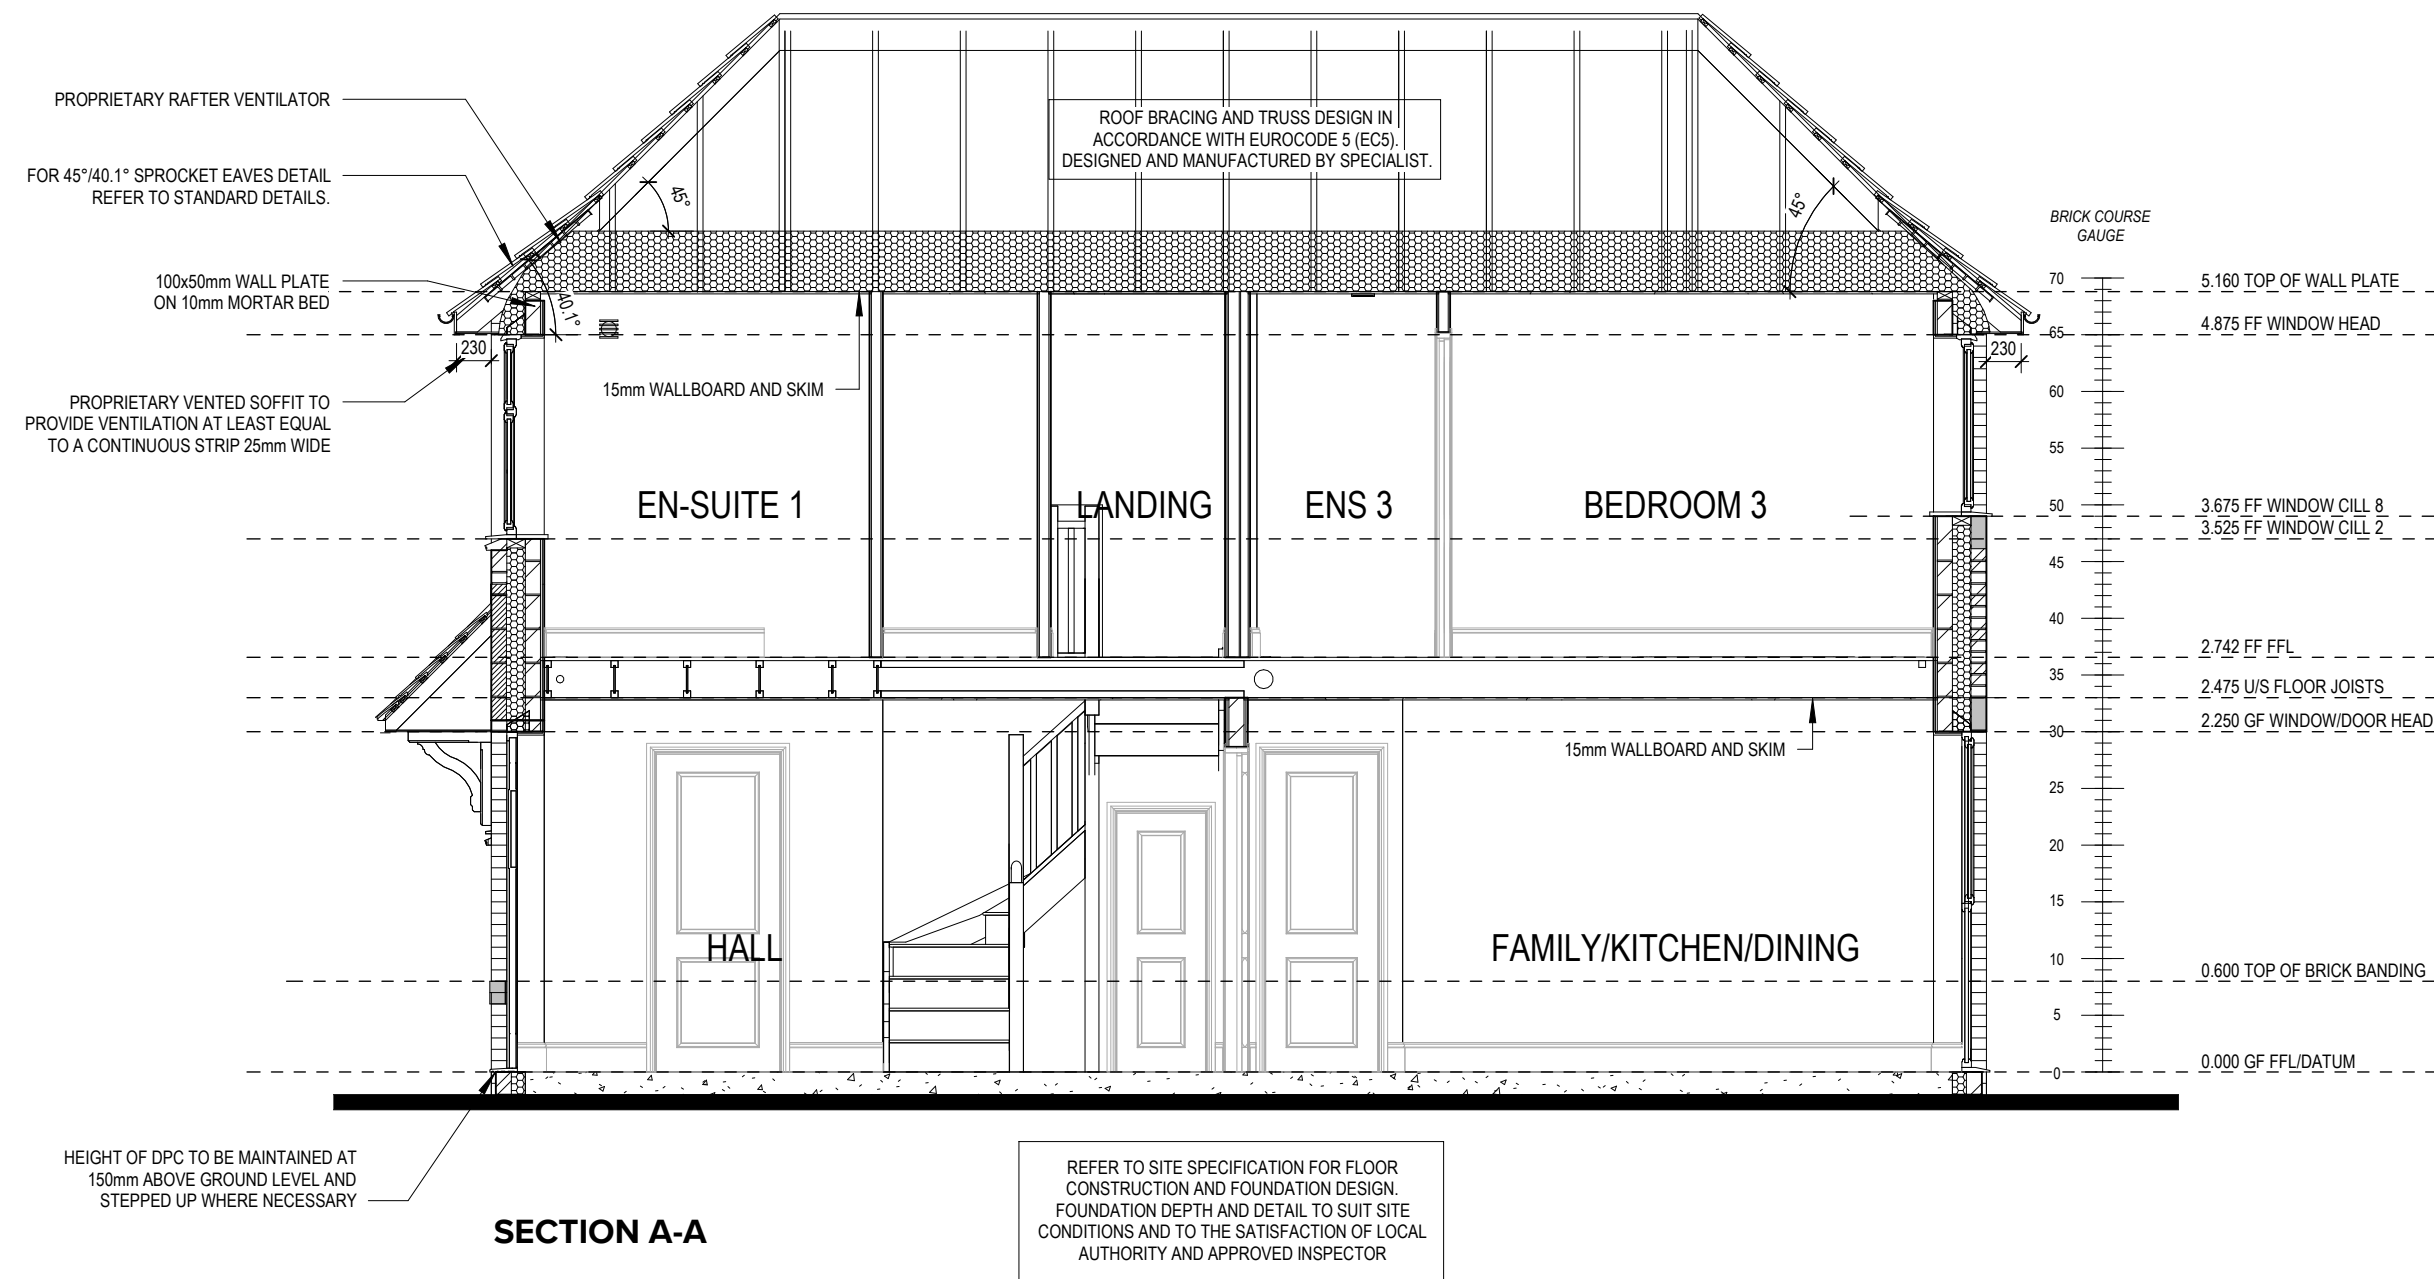 PROPRIETARY RAFTER VENTILATOR
FOR 45°/40.1° SPROCKET EAVES DETAIL
REFER TO STANDARD DETAILS.
100x50mm WALL PLATE
ON 10mm MORTAR BED
PROPRIETARY VENTED SOFFIT TO
PROVIDE VENTILATION AT LEAST EQUAL
TO A CONTINUOUS STRIP 25mm WIDE
ROOF BRACING AND TRUSS DESIGN IN
ACCORDANCE WITH EUROCODE 5 (EC5).
DESIGNED AND MANUFACTURED BY SPECIALIST.
45°
45°
40.1°
230
230
15mm WALLBOARD AND SKIM
EN-SUITE 1
LANDING
ENS 3
BEDROOM 3
15mm WALLBOARD AND SKIM
HALL
FAMILY/KITCHEN/DINING
BRICK COURSE
GAUGE
70
65
60
55
50
45
40
35
30
25
20
15
10
5
0
5.160 TOP OF WALL PLATE
4.875 FF WINDOW HEAD
3.675 FF WINDOW CILL 8
3.525 FF WINDOW CILL 2
2.742 FF FFL
2.475 U/S FLOOR JOISTS
2.250 GF WINDOW/DOOR HEAD
0.600 TOP OF BRICK BANDING
0.000 GF FFL/DATUM
HEIGHT OF DPC TO BE MAINTAINED AT
150mm ABOVE GROUND LEVEL AND
STEPPED UP WHERE NECESSARY
SECTION A-A
REFER TO SITE SPECIFICATION FOR FLOOR
CONSTRUCTION AND FOUNDATION DESIGN.
FOUNDATION DEPTH AND DETAIL TO SUIT SITE
CONDITIONS AND TO THE SATISFACTION OF LOCAL
AUTHORITY AND APPROVED INSPECTOR